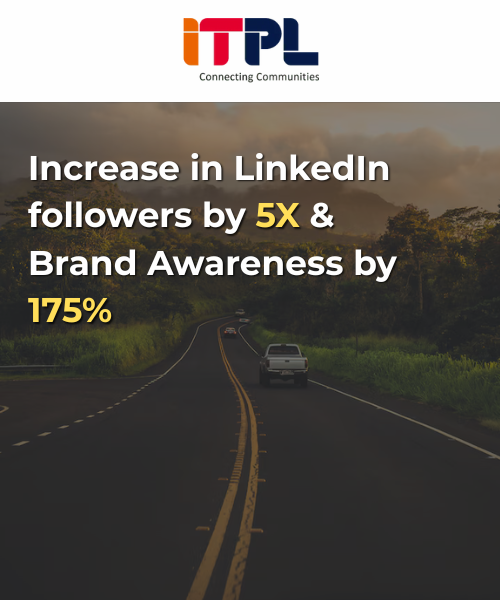 ITPL
Connecting Communities
Increase in LinkedIn
followers by 5X &
Brand Awareness by
175%